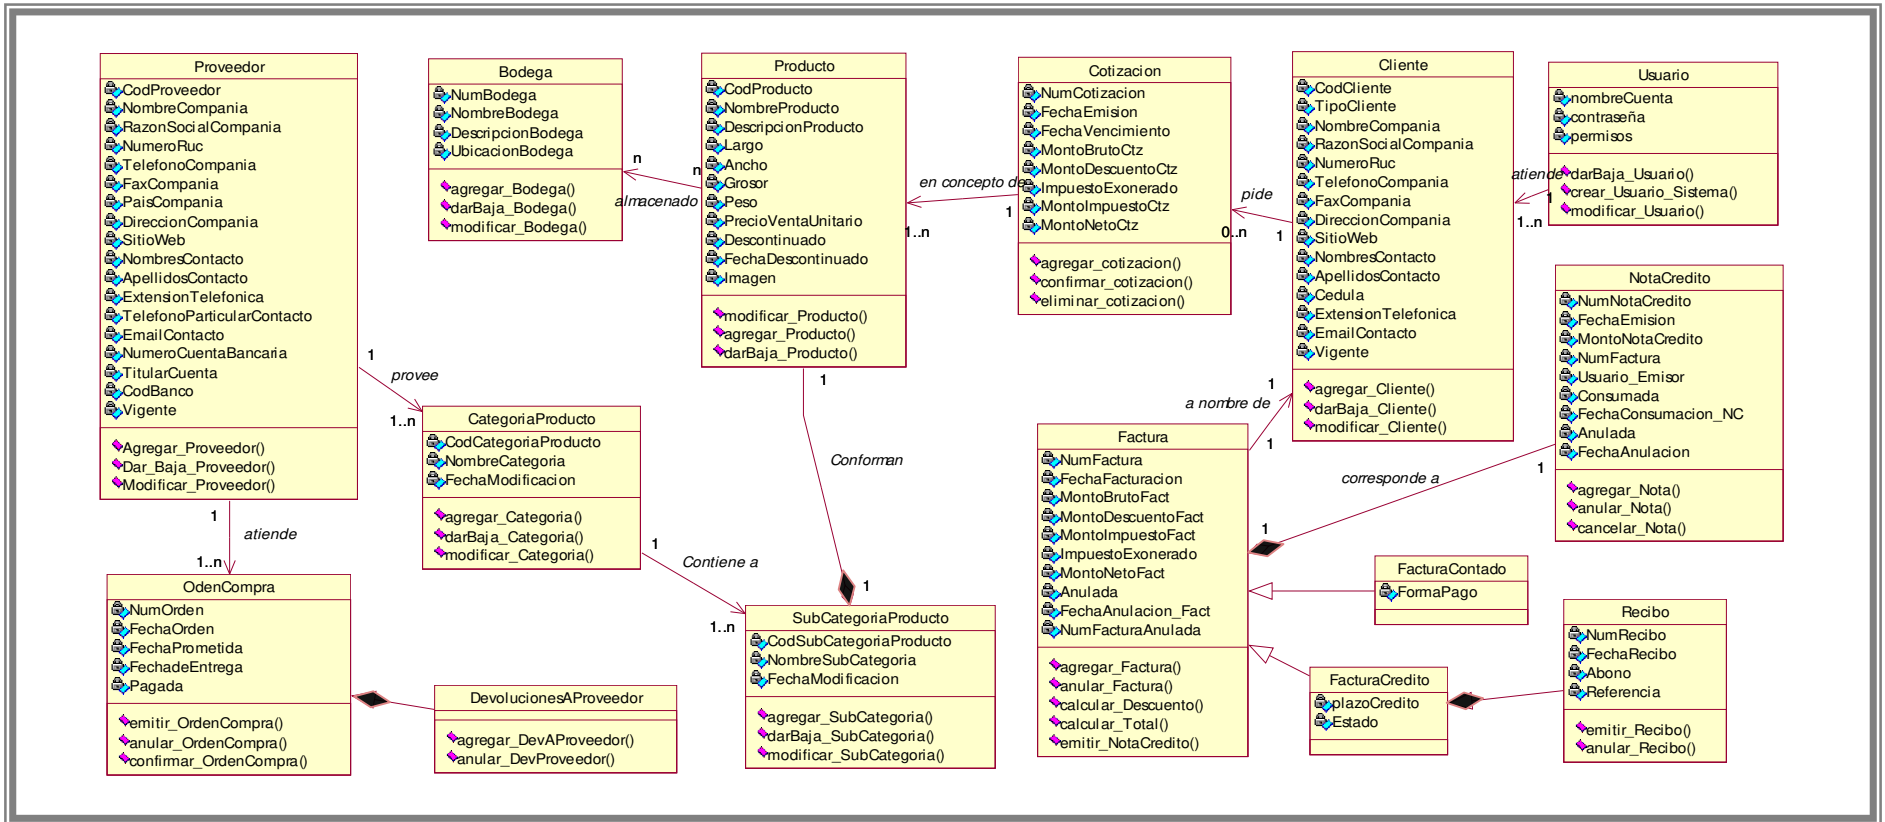 Proveedor
CodProveedor
NombreCompania
RazonSocialCompania
NumeroRuc
TelefonoCompania
FaxCompania
PaisCompania
DireccionCompania
SitioWeb
NombresContacto
ApellidosContacto
ExtensionTelefonica
TelefonoParticularContacto
EmailContacto
NumeroCuentaBancaria
TitularCuenta
CodBanco
Vigente
Agregar_Proveedor()
Dar_Baja_Proveedor()
Modificar_Proveedor()
1
provee
1..n
1
atiende
1..n
OdenCompra
NumOrden
FechaOrden
FechaPrometida
FechadeEntrega
Pagada
emitir_OrdenCompra()
anular_OrdenCompra()
confirmar_OrdenCompra()
Bodega
NumBodega
NombreBodega
DescripcionBodega
UbicacionBodega
agregar_Bodega()
darBaja_Bodega()
modificar_Bodega()
n
n
almacenado
CategoriaProducto
CodCategoriaProducto
NombreCategoria
FechaModificacion
agregar_Categoria()
darBaja_Categoria()
modificar_Categoria()
1
Contiene a
1..n
DevolucionesAProveedor
agregar_DevAProveedor()
anular_DevProveedor()
Producto
CodProducto
NombreProducto
DescripcionProducto
Largo
Ancho
Grosor
Peso
PrecioVentaUnitario
Descontinuado
FechaDescontinuado
Imagen
modificar_Producto()
agregar_Producto()
darBaja_Producto()
1
Conforman
1
SubCategoriaProducto
CodSubCategoriaProducto
NombreSubCategoria
FechaModificacion
agregar_SubCategoria()
darBaja_SubCategoria()
modificar_SubCategoria()
en concepto de
1
1..n
Cotizacion
NumCotizacion
FechaEmision
FechaVencimiento
MontoBrutoCtz
MontoDescuentoCtz
ImpuestoExonerado
MontoImpuestoCtz
MontoNetoCtz
agregar_cotizacion()
confirmar_cotizacion()
eliminar_cotizacion()
pide
0..n
1
Cliente
CodCliente
TipoCliente
NombreCompania
RazonSocialCompania
NumeroRuc
TelefonoCompania
FaxCompania
DireccionCompania
SitioWeb
NombresContacto
ApellidosContacto
Cedula
ExtensionTelefonica
EmailContacto
Vigente
agregar_Cliente()
darBaja_Cliente()
modificar_Cliente()
atiende
1
1..n
Usuario
nombreCuenta
contraseña
permisos
darBaja_Usuario()
crear_Usuario_Sistema()
modificar_Usuario()
1
a nombre de
1
Factura
NumFactura
FechaFacturacion
MontoBrutoFact
MontoDescuentoFact
MontoImpuestoFact
ImpuestoExonerado
MontoNetoFact
Anulada
FechaAnulacion_Fact
NumFacturaAnulada
agregar_Factura()
anular_Factura()
calcular_Descuento()
calcular_Total()
emitir_NotaCredito()
corresponde a
1
1
NotaCredito
NumNotaCredito
FechaEmision
MontoNotaCredito
NumFactura
Usuario_Emisor
Consumada
FechaConsumacion_NC
Anulada
FechaAnulacion
agregar_Nota()
anular_Nota()
cancelar_Nota()
FacturaContado
FormaPago
FacturaCredito
plazoCredito
Estado
Recibo
NumRecibo
FechaRecibo
Abono
Referencia
emitir_Recibo()
anular_Recibo()